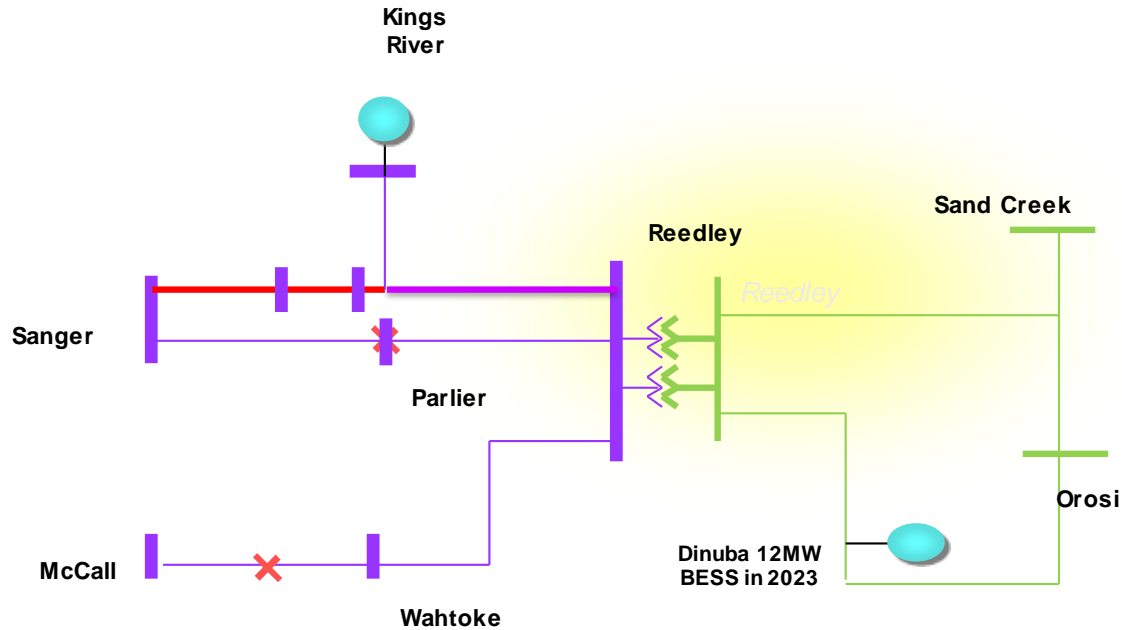 Kings
River
Sand Creek
Reedley
Reedley
Sanger
Parlier
Orosi
Dinuba 12MW
BESS in 2023
McCall
Wahtoke